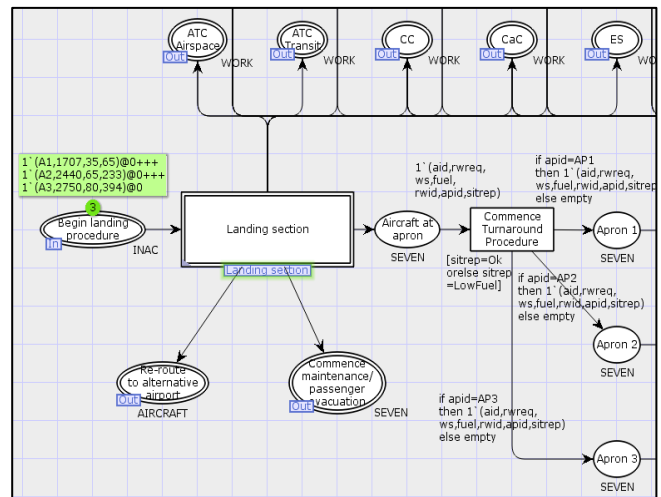 ATC
Airspace
Out
WORK
ATC
Transit
Out
WORK
CC
Out
WORK
CaC
Out
WORK
ES
Out
WO
1`(A1,1707,35,65)@0+++
1`(A2,2440,65,233)@0+++
1`(A3,2750,80,394)@0
3
Begin landing
procedure
In
INAC
Landing section
Landing section
1`(aid,rwreq,
ws,fuel,
rwid,apid,sitrep)
Aircraft at
apron
SEVEN
Commence
Turnaround
Procedure
[sitrep=Ok
orelse sitrep
=LowFuel]
if apid=AP1
then 1`(aid,rwreq,
ws,fuel,rwid,apid,sitrep
else empty
Apron 1
SEVEN
if apid=AP2
then 1`(aid,rwreq,
ws,fuel,rwid,apid,sitrep)
else empty
Apron 2
SEVEN
Re-route
to alternative
airport
Out
AIRCRAFT
Commence
maintenance/
passenger
evacuation
Out
SEVEN
if apid=AP3
then 1`(aid,rwreq,
ws,fuel,rwid,apid,sitrep)
else empty
Apron 3
SEVEN